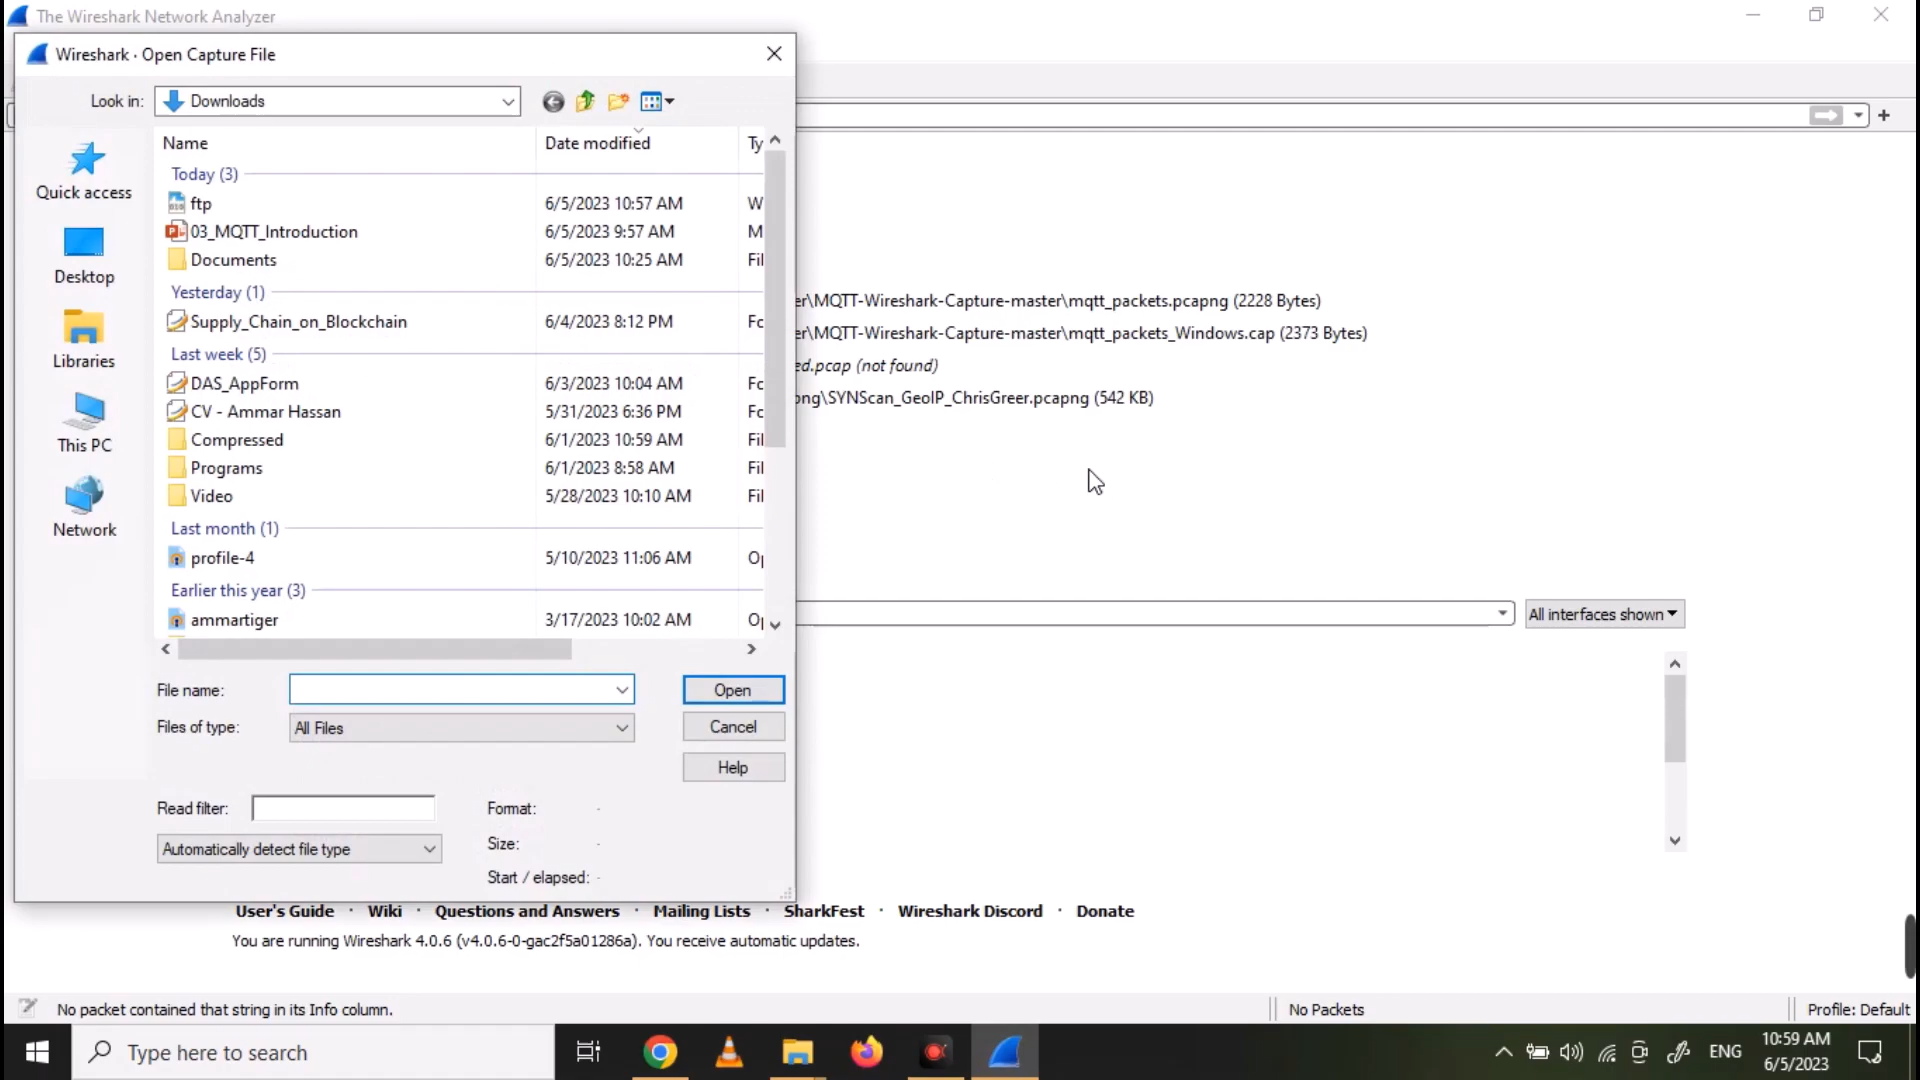 The Wireshark Network Analyzer
Wireshark · Open Capture File
Look in: Downloads
Name Date modified Ty
Quick access
Desktop
Libraries
This PC
Network
Today (3)
ftp 6/5/2023 10:57 AM W
03_MQTT_Introduction 6/5/2023 9:57 AM M
Documents 6/5/2023 10:25 AM Fil
Yesterday (1)
Supply_Chain_on_Blockchain 6/4/2023 8:12 PM Fc
Last week (5)
DAS_AppForm 6/3/2023 10:04 AM Fc
CV - Ammar Hassan 5/31/2023 6:36 PM Fc
Compressed 6/1/2023 10:59 AM Fil
Programs 6/1/2023 8:58 AM Fil
Video 5/28/2023 10:10 AM Fil
Last month (1)
profile-4 5/10/2023 11:06 AM Op
Earlier this year (3)
ammartiger 3/17/2023 10:02 AM Op
File name:
Open
Files of type: All Files
Cancel
Help
Read filter:
Automatically detect file type
Format: -
Size: -
Start / elapsed: -
er\MQTT-Wireshark-Capture-master\mqtt_packets.pcapng (2228 Bytes)
er\MQTT-Wireshark-Capture-master\mqtt_packets_Windows.cap (2373 Bytes)
ed.pcap (not found)
ong\SYNScan_GeoIP_ChrisGreer.pcapng (542 KB)
All interfaces shown
User's Guide · Wiki · Questions and Answers · Mailing Lists · SharkFest · Wireshark Discord · Donate
You are running Wireshark 4.0.6 (v4.0.6-0-gac2f5a01286a). You receive automatic updates.
No packet contained that string in its Info column.
No Packets
Profile: Default
Type here to search
ENG
10:59 AM
6/5/2023